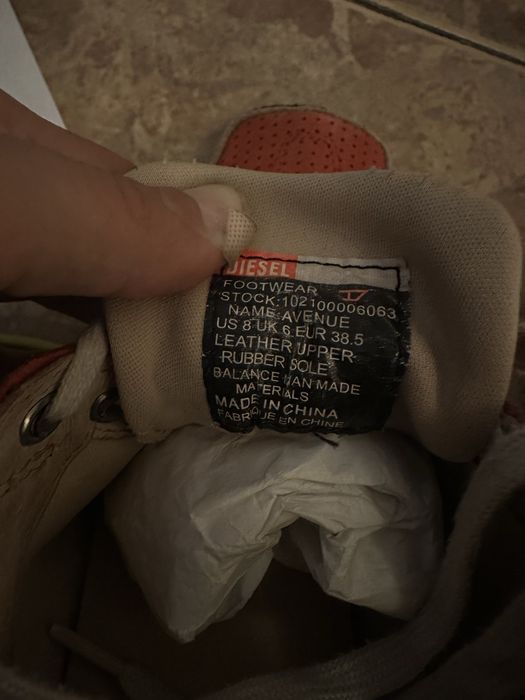 DIESEL
FOOTWEAR
STOCK:102100006063
NAME:AVENUE
US 8 UK 6 EUR 38.5
LEATHER UPPER
RUBBER SOLE
BALANCE MAN MADE
MATERIALS
MADE IN CHINA
FABRIQUE EN CHINE